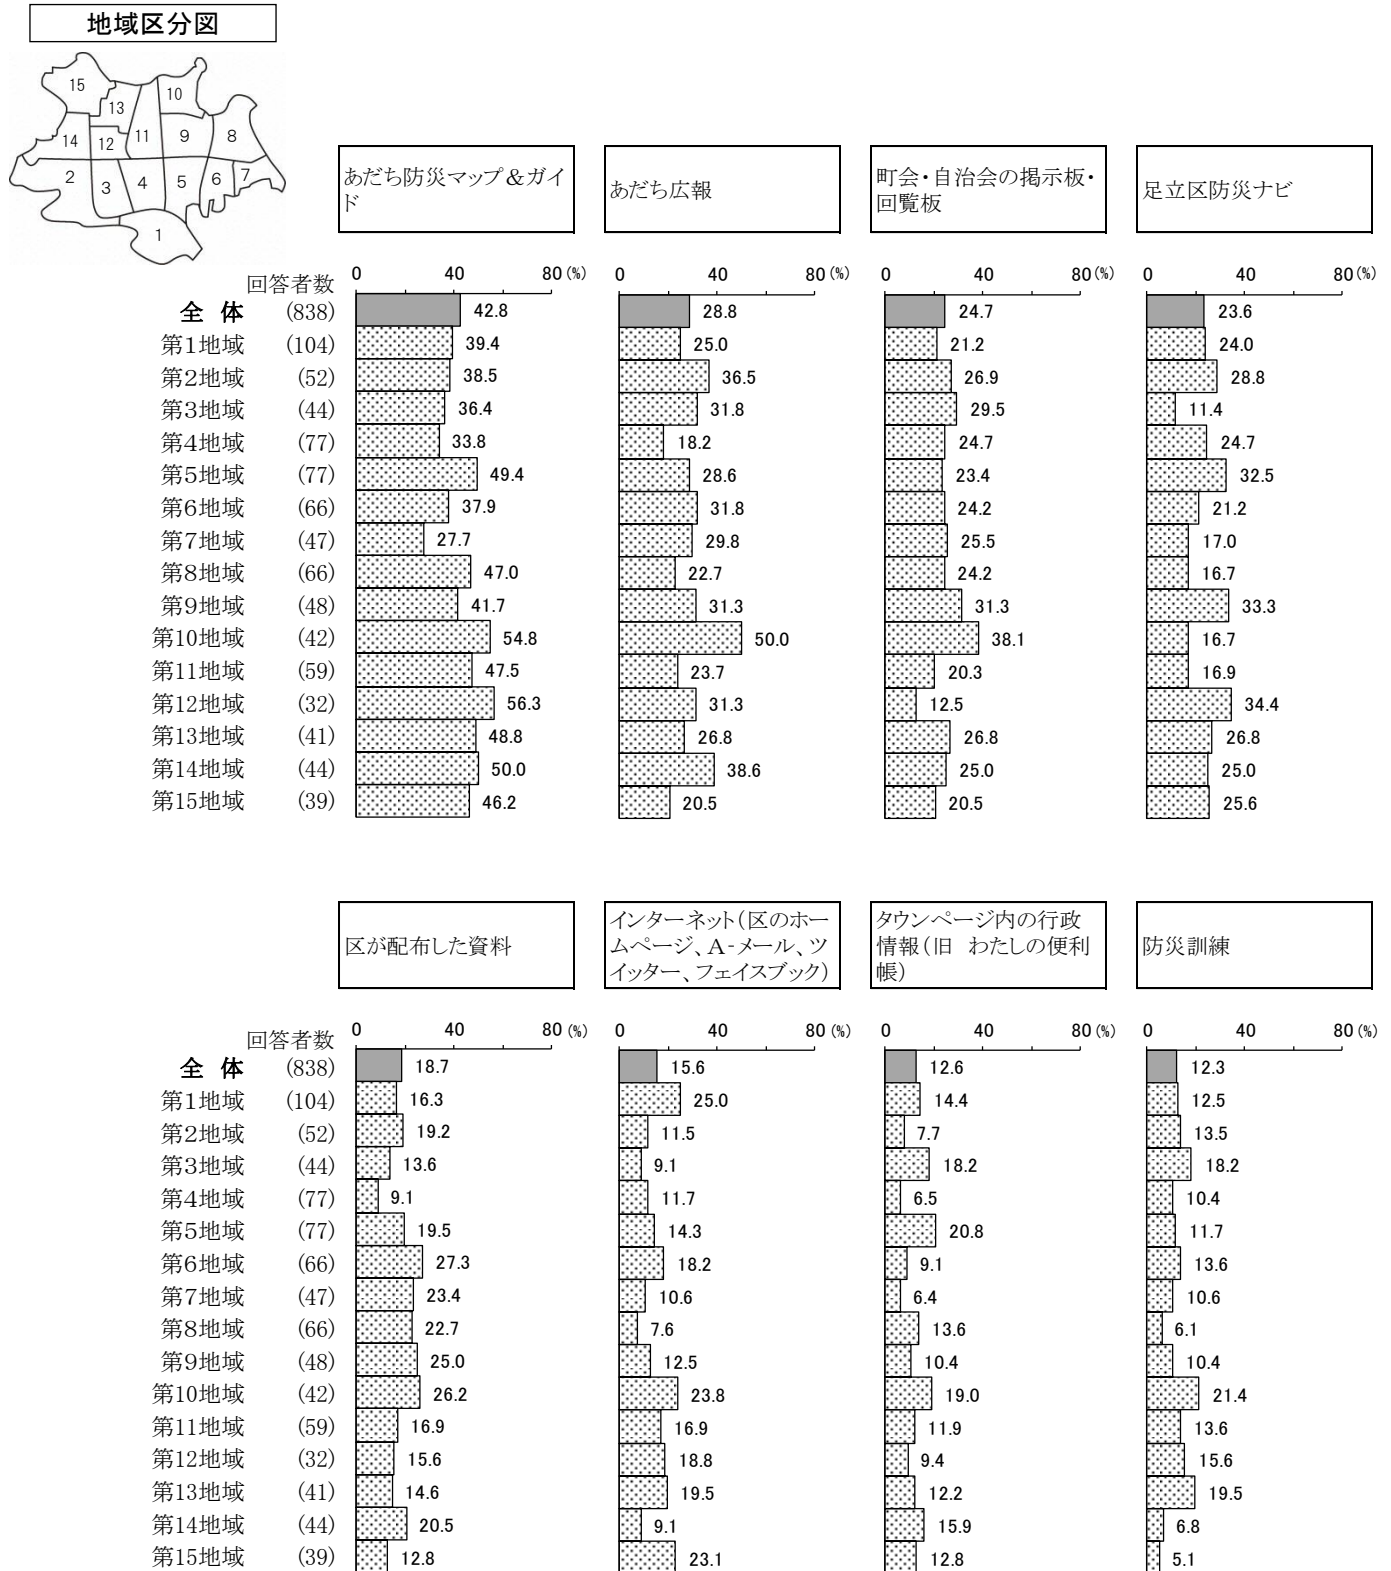 地域区分図
15
13
10
14
12
11
9
8
2
3
4
5
6
7
1
あだち防災マップ&ガイ
ド
あだち広報
町会・自治会の掲示板・
回覧板
足立区防災ナビ
回答者数
0 40 80 (%) 0 40 80 (%) 0 40 80 (%) 0 40 80 (%)
全 体 (838) 42.8 28.8 24.7 23.6
第1地域 (104) 39.4 25.0 21.2 24.0
第2地域 (52) 38.5 36.5 26.9 28.8
第3地域 (44) 36.4 31.8 29.5 11.4
第4地域 (77) 33.8 18.2 24.7 24.7
第5地域 (77) 49.4 28.6 23.4 32.5
第6地域 (66) 37.9 31.8 24.2 21.2
第7地域 (47) 27.7 29.8 25.5 17.0
第8地域 (66) 47.0 22.7 24.2 16.7
第9地域 (48) 41.7 31.3 31.3 33.3
第10地域 (42) 54.8 50.0 38.1 16.7
第11地域 (59) 47.5 23.7 20.3 16.9
第12地域 (32) 56.3 31.3 12.5 34.4
第13地域 (41) 48.8 26.8 26.8 26.8
第14地域 (44) 50.0 38.6 25.0 25.0
第15地域 (39) 46.2 20.5 20.5 25.6
区が配布した資料
インターネット(区のホー
ムページ、A-メール、ツ
イッター、フェイスブック)
タウンページ内の行政
情報(旧 わたしの便利
帳)
防災訓練
回答者数
0 40 80 (%) 0 40 80 (%) 0 40 80 (%) 0 40 80 (%)
全 体 (838) 18.7 15.6 12.6 12.3
第1地域 (104) 16.3 25.0 14.4 12.5
第2地域 (52) 19.2 11.5 7.7 13.5
第3地域 (44) 13.6 9.1 18.2 18.2
第4地域 (77) 9.1 11.7 6.5 10.4
第5地域 (77) 19.5 14.3 20.8 11.7
第6地域 (66) 27.3 18.2 9.1 13.6
第7地域 (47) 23.4 10.6 6.4 10.6
第8地域 (66) 22.7 7.6 13.6 6.1
第9地域 (48) 25.0 12.5 10.4 10.4
第10地域 (42) 26.2 23.8 19.0 21.4
第11地域 (59) 16.9 16.9 11.9 13.6
第12地域 (32) 15.6 18.8 9.4 15.6
第13地域 (41) 14.6 19.5 12.2 19.5
第14地域 (44) 20.5 9.1 15.9 6.8
第15地域 (39) 12.8 23.1 12.8 5.1